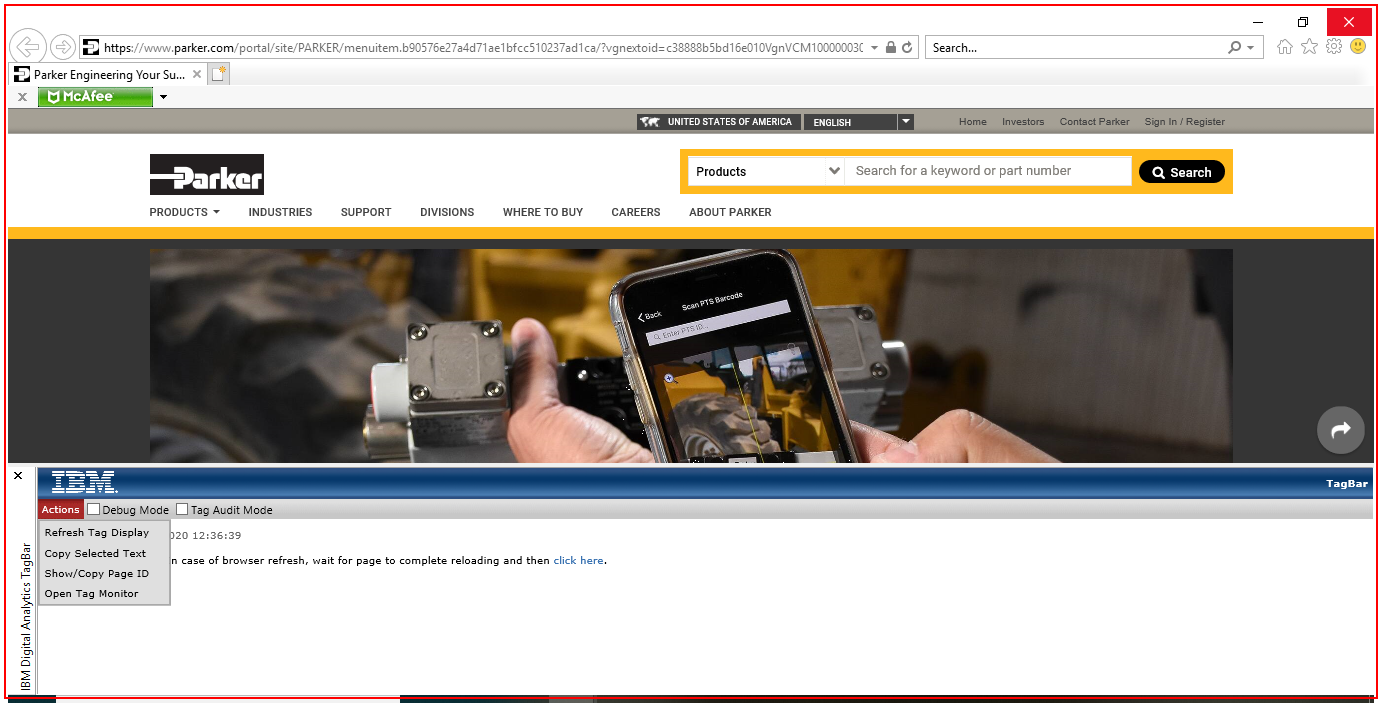 https://www.parker.com/portal/site/PARKER/menuitem.b90576e27a4d71ae1bfcc510237ad1ca/?vgnextoid=c38888b5bd16e010VgnVCM100000030
Search...
Parker Engineering Your Su...
McAfee
UNITED STATES OF AMERICA
ENGLISH
Home Investors Contact Parker Sign In / Register
Parker
Products
Search for a keyword or part number
Search
PRODUCTS INDUSTRIES SUPPORT DIVISIONS WHERE TO BUY CAREERS ABOUT PARKER
Scan PTS Barcode
Back
Enter PTS ID...
IBM Digital Analytics TagBar
IBM.
TagBar
Actions Debug Mode Tag Audit Mode
Refresh Tag Display
020 12:36:39
Copy Selected Text
n case of browser refresh, wait for page to complete reloading and then click here.
Show/Copy Page ID
Open Tag Monitor